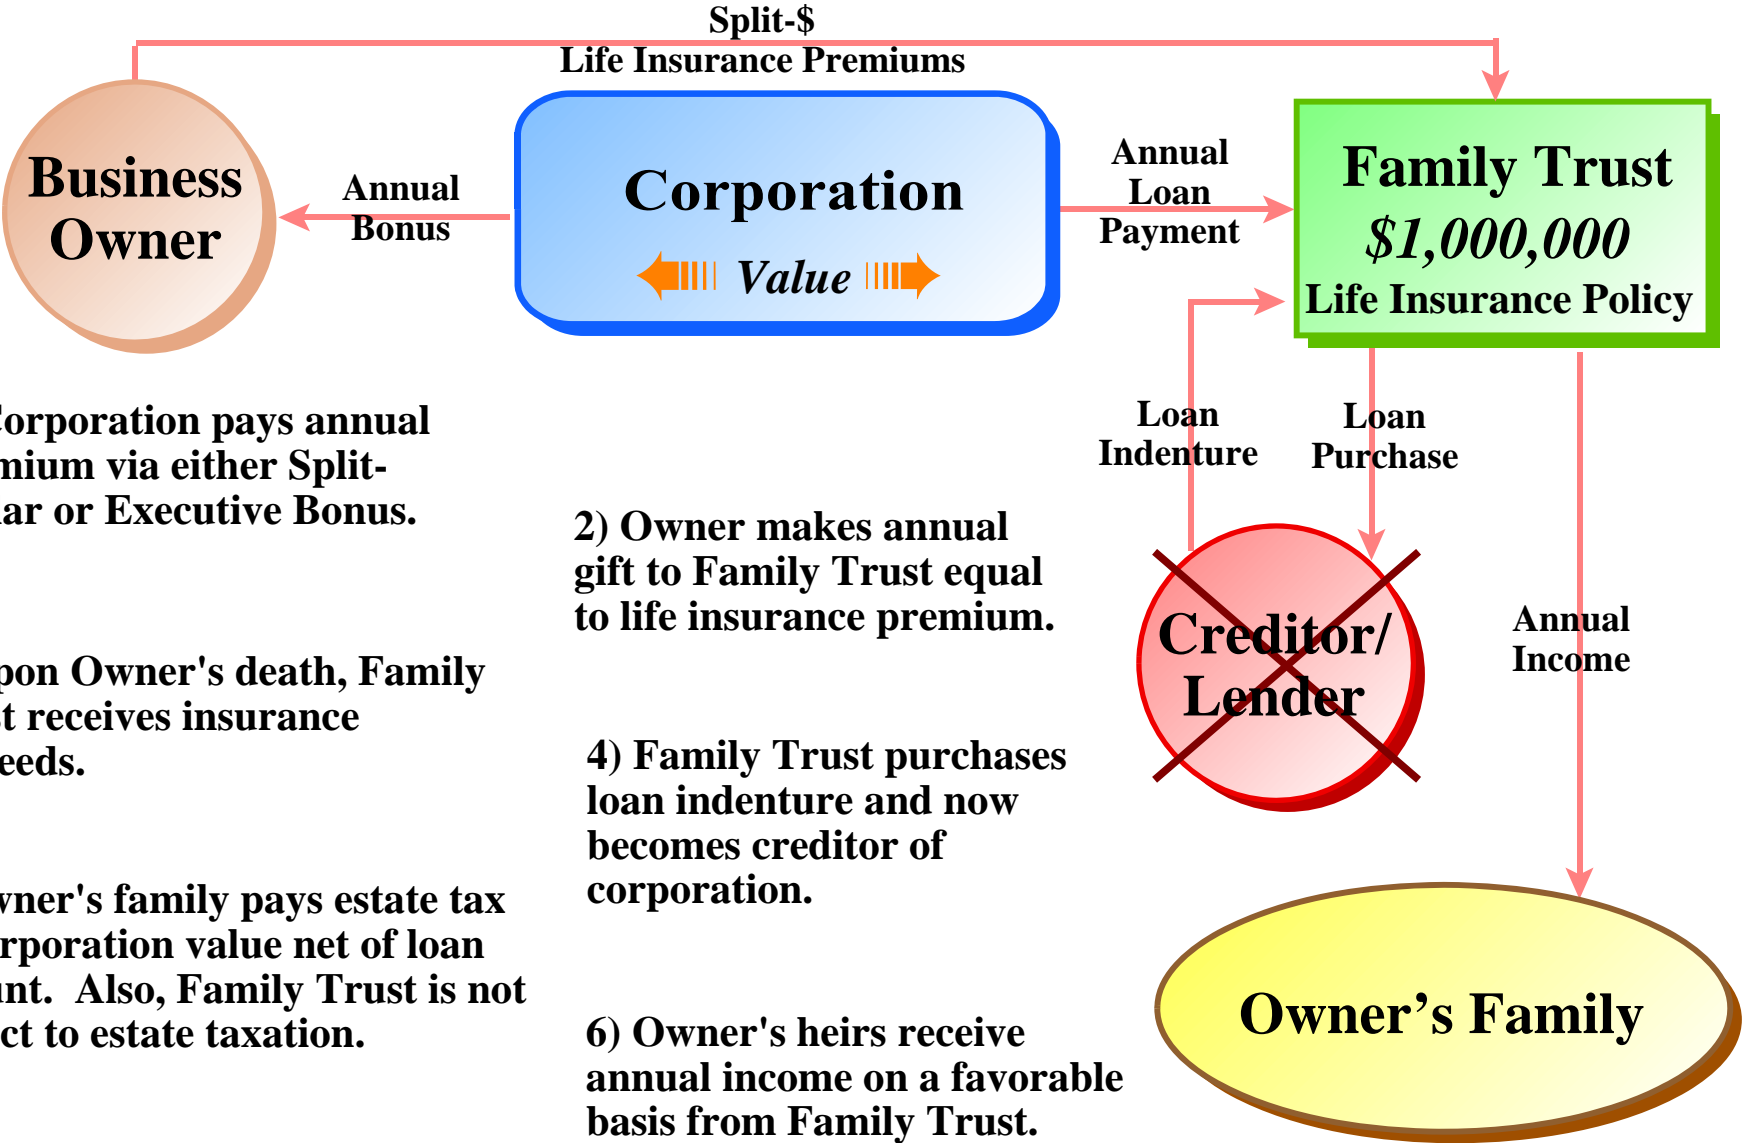 Split-$
Life Insurance Premiums
Business
Owner
Annual
Bonus
Corporation
Value
Annual
Loan
Payment
Family Trust
$1,000,000
Life Insurance Policy
Loan
Indenture
Loan
Purchase
Creditor/
Lender
Annual
Income
Owner’s Family
Corporation pays annual
mium via either Split-
lar or Executive Bonus.
2) Owner makes annual
gift to Family Trust equal
to life insurance premium.
pon Owner's death, Family
st receives insurance
eeds.
4) Family Trust purchases
loan indenture and now
becomes creditor of
corporation.
wner's family pays estate tax
orporation value net of loan
unt. Also, Family Trust is not
ect to estate taxation.
6) Owner's heirs receive
annual income on a favorable
basis from Family Trust.